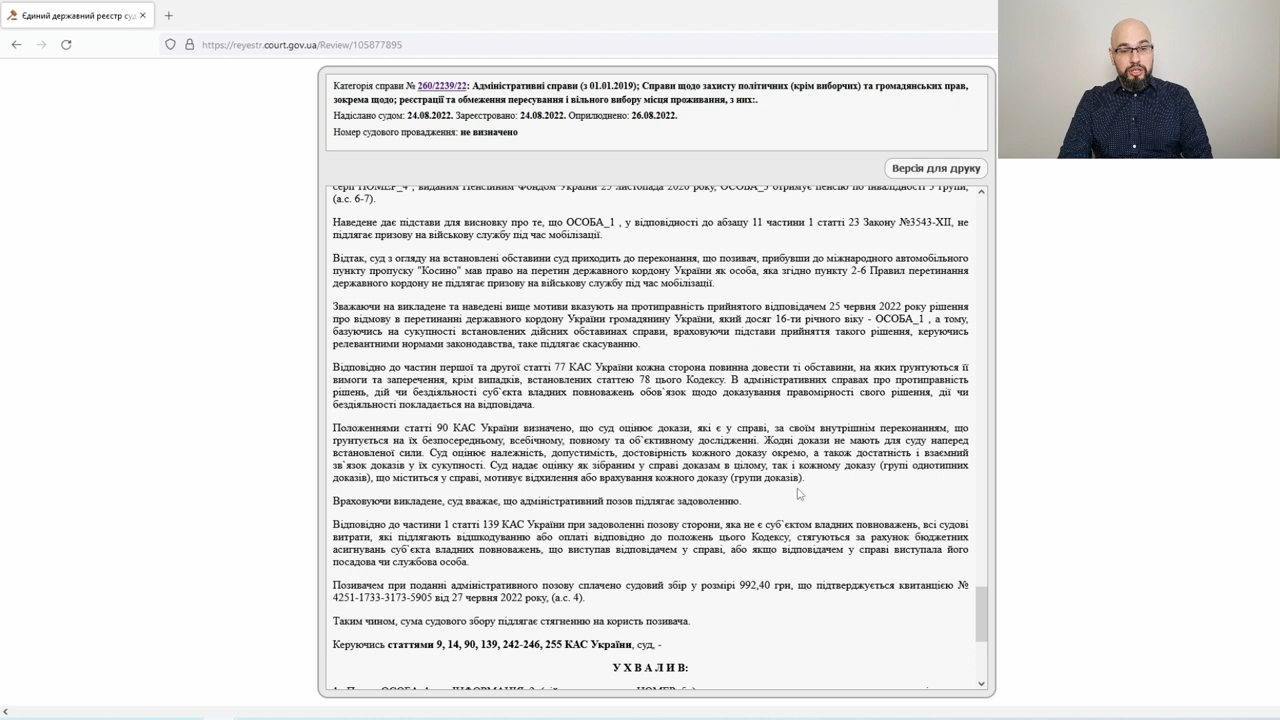 Єдиний державний реєстр суд
https://reyestr.court.gov.ua/Review/105877895
Категорія справи № 260/2239/22: Адміністративні справи (з 01.01.2019); Справи щодо захисту політичних (крім виборчих) та громадянських прав,
зокрема щодо; реєстрації та обмеження пересування і вільного вибору місця проживання, з них:.
Надіслано судом: 24.08.2022. Зареєстровано: 24.08.2022. Оприлюднено: 26.08.2022.
Номер судового провадження: не визначено
Версія для друку
серії НОМЕР_4 , виданим Пенсійним Фондом України 25 листопада 2020 року, ОСОБА_3 отримує пенсію по інвалідності 3 групи,
(а.с. 6-7).
Наведене дає підстави для висновку про те, що ОСОБА_1 , у відповідності до абзацу 11 частини 1 статті 23 Закону №3543-XII, не
підлягає призову на військову службу під час мобілізації.
Відтак, суд з огляду на встановлені обставини суд приходить до переконання, що позивач, прибувши до міжнародного автомобільного
пункту пропуску "Косино" мав право на перетин державного кордону України як особа, яка згідно пункту 2-6 Правил перетинання
державного кордону не підлягає призову на військову службу під час мобілізації.
Зважаючи на викладене та наведені вище мотиви вказують на протиправність прийнятого відповідачем 25 червня 2022 року рішення
про відмову в перетинанні державного кордону України громадянину України, який досяг 16-ти річного віку - ОСОБА_1 , а тому,
базуючись на сукупності встановлених дійсних обставинах справи, враховуючи підстави прийняття такого рішення, керуючись
релевантними нормами законодавства, таке підлягає скасуванню.
Відповідно до частин першої та другої статті 77 КАС України кожна сторона повинна довести ті обставини, на яких ґрунтуються її
вимоги та заперечення, крім випадків, встановлених статтею 78 цього Кодексу. В адміністративних справах про протиправність
рішень, дій чи бездіяльності суб`єкта владних повноважень обов`язок щодо доказування правомірності свого рішення, дії чи
бездіяльності покладається на відповідача.
Положеннями статті 90 КАС України визначено, що суд оцінює докази, які є у справі, за своїм внутрішнім переконанням, що
ґрунтується на їх безпосередньому, всебічному, повному та об`єктивному дослідженні. Жодні докази не мають для суду наперед
встановленої сили. Суд оцінює належність, допустимість, достовірність кожного доказу окремо, а також достатність і взаємний
зв`язок доказів у їх сукупності. Суд надає оцінку як зібраним у справі доказам в цілому, так і кожному доказу (групі однотипних
доказів), що міститься у справі, мотивує відхилення або врахування кожного доказу (групи доказів).
Враховуючи викладене, суд вважає, що адміністративний позов підлягає задоволенню.
Відповідно до частини 1 статті 139 КАС України при задоволенні позову сторони, яка не є суб`єктом владних повноважень, всі судові
витрати, які підлягають відшкодуванню або оплаті відповідно до положень цього Кодексу, стягуються за рахунок бюджетних
асигнувань суб`єкта владних повноважень, що виступав відповідачем у справі, або якщо відповідачем у справі виступала його
посадова чи службова особа.
Позивачем при поданні адміністративного позову сплачено судовий збір у розмірі 992,40 грн, що підтверджується квитанцією №
4251-1733-3173-5905 від 27 червня 2022 року, (а.с. 4).
Таким чином, сума судового збору підлягає стягненню на користь позивача.
Керуючись статтями 9, 14, 90, 139, 242-246, 255 КАС України, суд, -
У Х В А Л И В: